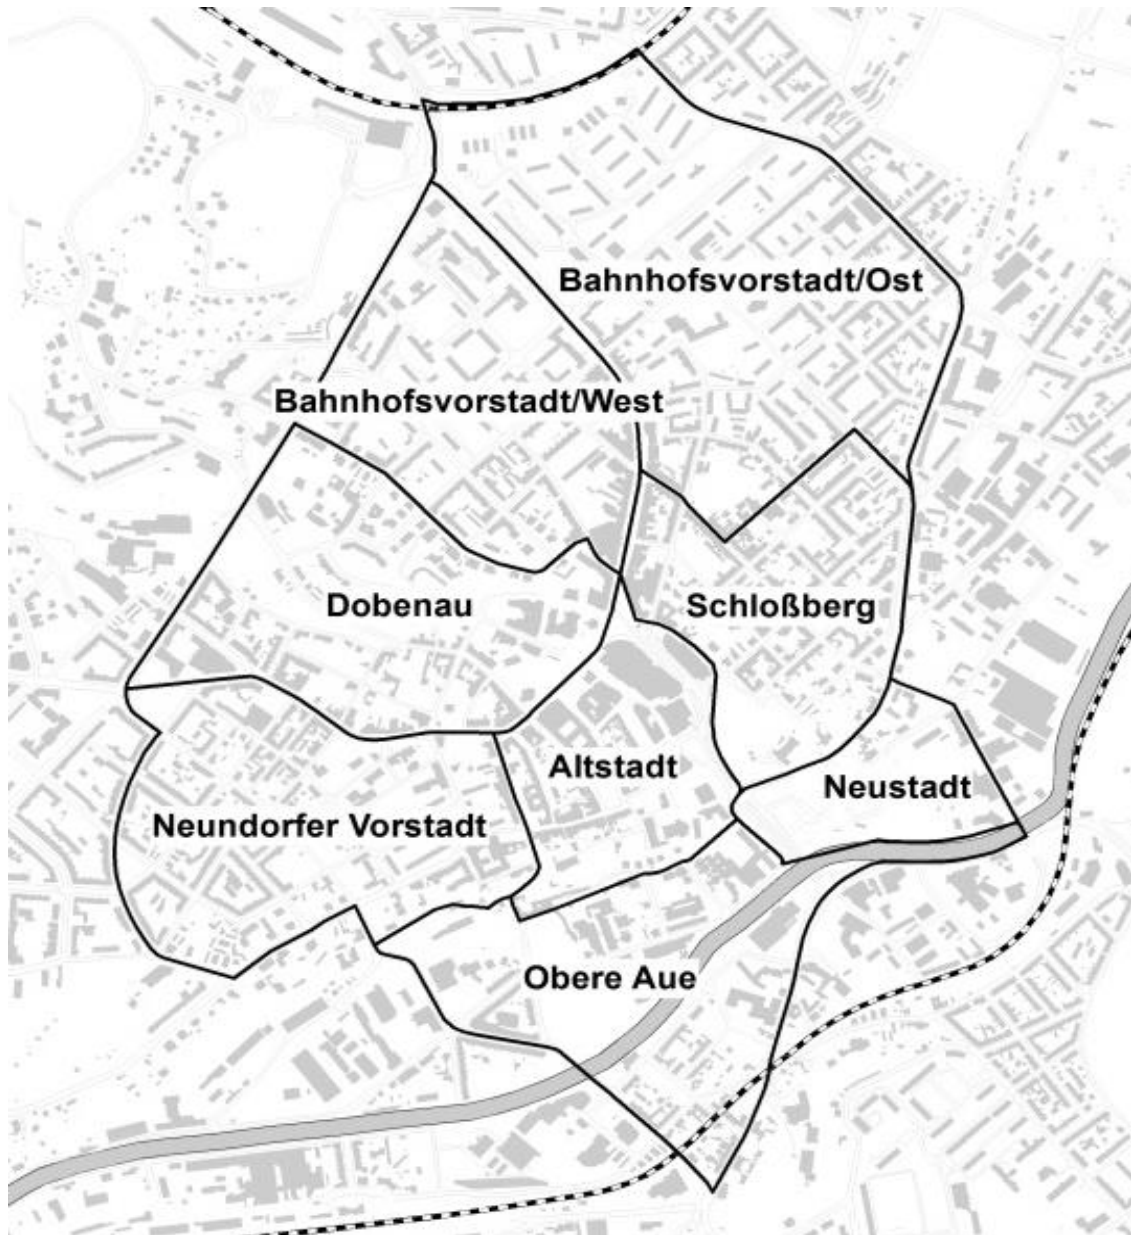 Bahnhofsvorstadt/Ost
Bahnhofsvorstadt/West
Dobenau
Schloßberg
Altstadt
Neustadt
Neundorfer Vorstadt
Obere Aue